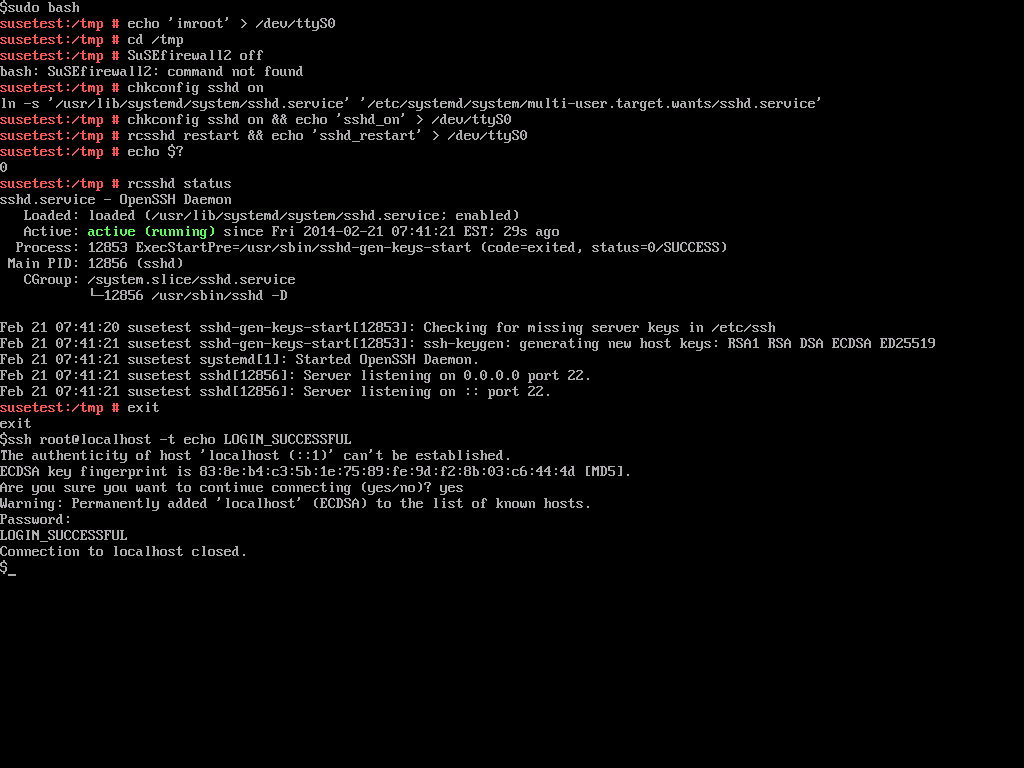 $sudo bash
susetest:/tmp # echo 'imroot' > /dev/ttyS0
susetest:/tmp # cd /tmp
susetest:/tmp # SuSEfirewall2 off
bash: SuSEfirewall2: command not found
susetest:/tmp # chkconfig sshd on
ln -s '/usr/lib/systemd/system/sshd.service' '/etc/systemd/system/multi-user.target.wants/sshd.service'
susetest:/tmp # chkconfig sshd on && echo 'sshd_on' > /dev/ttyS0
susetest:/tmp # rcsshd restart && echo 'sshd_restart' > /dev/ttyS0
susetest:/tmp # echo $?
0
susetest:/tmp # rcsshd status
sshd.service - OpenSSH Daemon
   Loaded: loaded (/usr/lib/systemd/system/sshd.service; enabled)
   Active: active (running) since Fri 2014-02-21 07:41:21 EST; 29s ago
  Process: 12853 ExecStartPre=/usr/sbin/sshd-gen-keys-start (code=exited, status=0/SUCCESS)
 Main PID: 12856 (sshd)
   CGroup: /system.slice/sshd.service
           └─12856 /usr/sbin/sshd -D
Feb 21 07:41:20 susetest sshd-gen-keys-start[12853]: Checking for missing server keys in /etc/ssh
Feb 21 07:41:21 susetest sshd-gen-keys-start[12853]: ssh-keygen: generating new host keys: RSA1 RSA DSA ECDSA ED25519
Feb 21 07:41:21 susetest systemd[1]: Started OpenSSH Daemon.
Feb 21 07:41:21 susetest sshd[12856]: Server listening on 0.0.0.0 port 22.
Feb 21 07:41:21 susetest sshd[12856]: Server listening on :: port 22.
susetest:/tmp # exit
exit
$ssh root@localhost -t echo LOGIN_SUCCESSFUL
The authenticity of host 'localhost (::1)' can't be established.
ECDSA key fingerprint is 83:8e:b4:c3:5b:1e:75:89:fe:9d:f2:8b:03:c6:44:4d [MD5].
Are you sure you want to continue connecting (yes/no)? yes
Warning: Permanently added 'localhost' (ECDSA) to the list of known hosts.
Password:
LOGIN_SUCCESSFUL
Connection to localhost closed.
$_